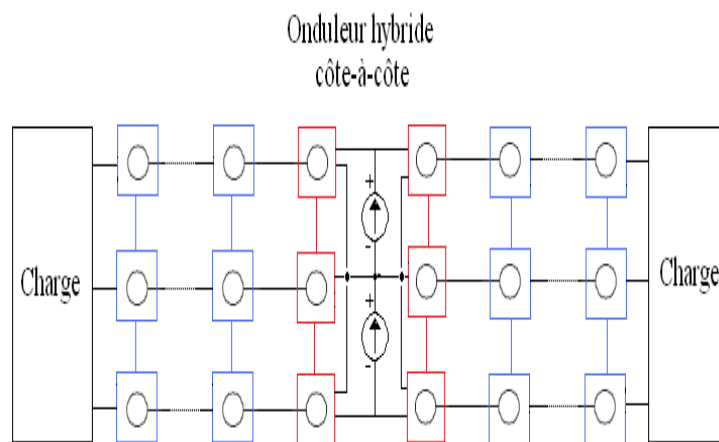 Onduleur hybride
côte-à-côte
+
-
Charge
Charge
+
-